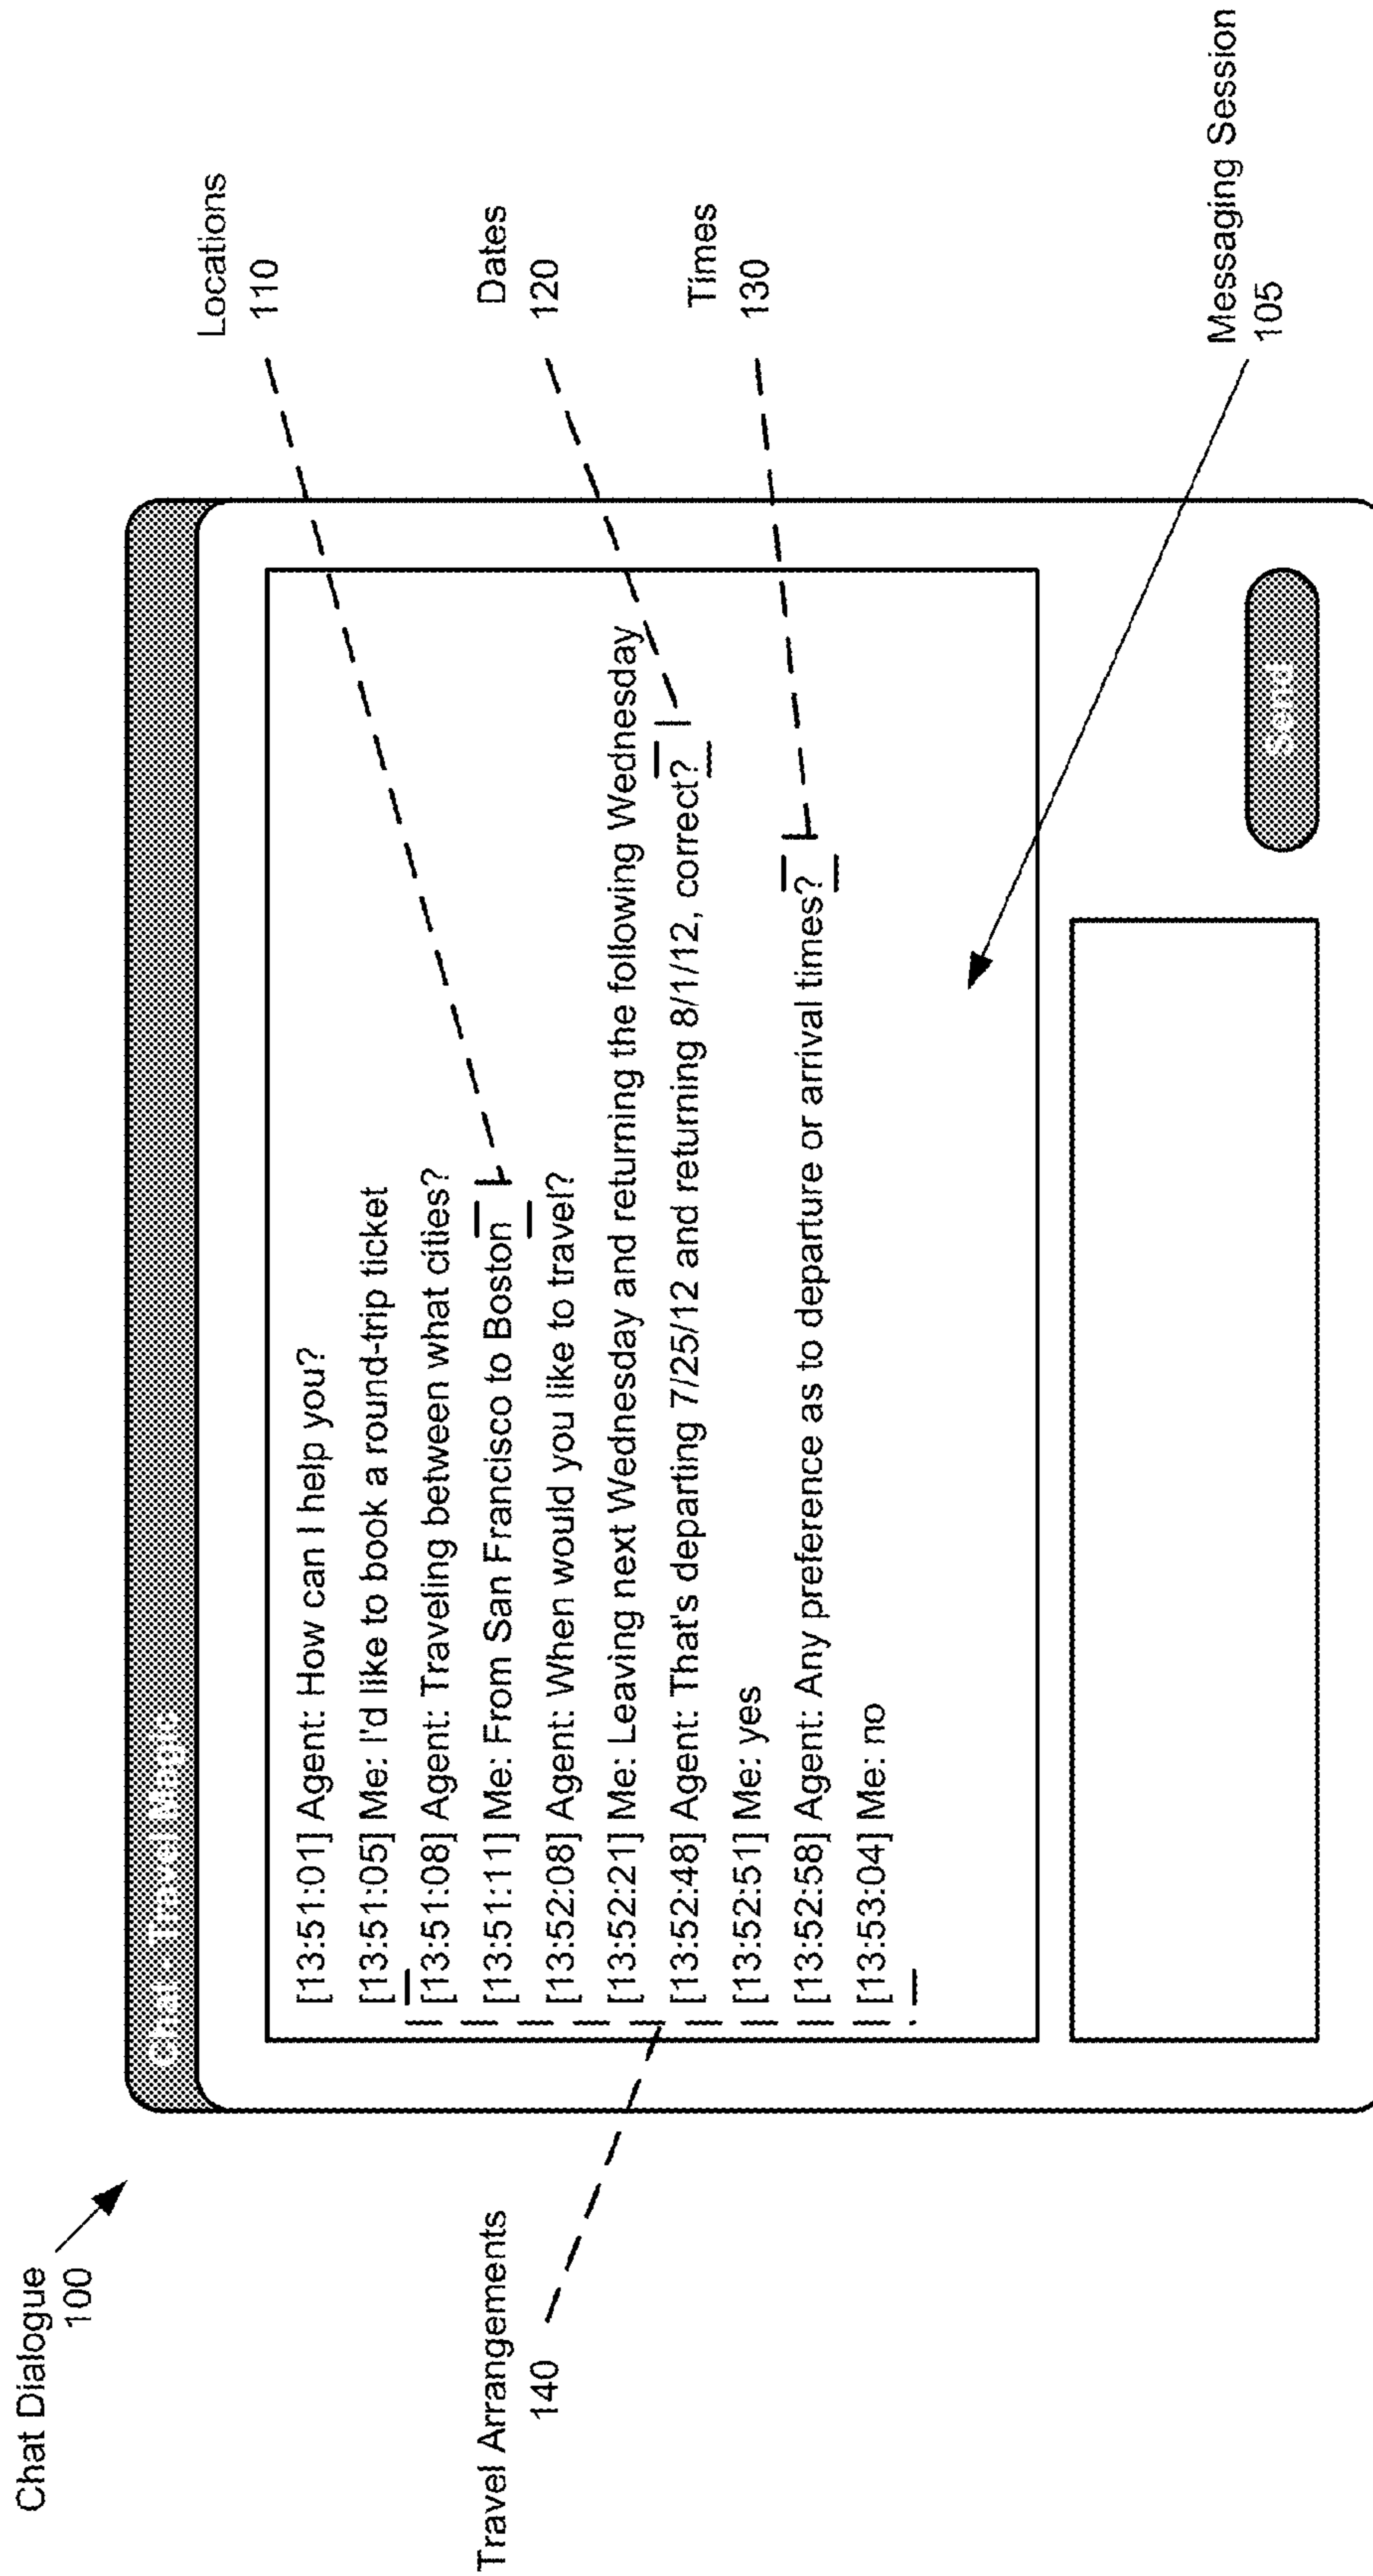 Chat Dialogue
100
Chat - Travel Magic
[13:51:01] Agent: How can I help you?
[13:51:05] Me: I'd like to book a round-trip ticket
[13:51:08] Agent: Traveling between what cities?
[13:51:11] Me: From San Francisco to Boston
[13:52:08] Agent: When would you like to travel?
[13:52:21] Me: Leaving next Wednesday and returning the following Wednesday
[13:52:48] Agent: That's departing 7/25/12 and returning 8/1/12, correct?
[13:52:51] Me: yes
[13:52:58] Agent: Any preference as to departure or arrival times?
[13:53:04] Me: no
Send
Locations
110
Dates
120
Times
130
Travel Arrangements
140
Messaging Session
105